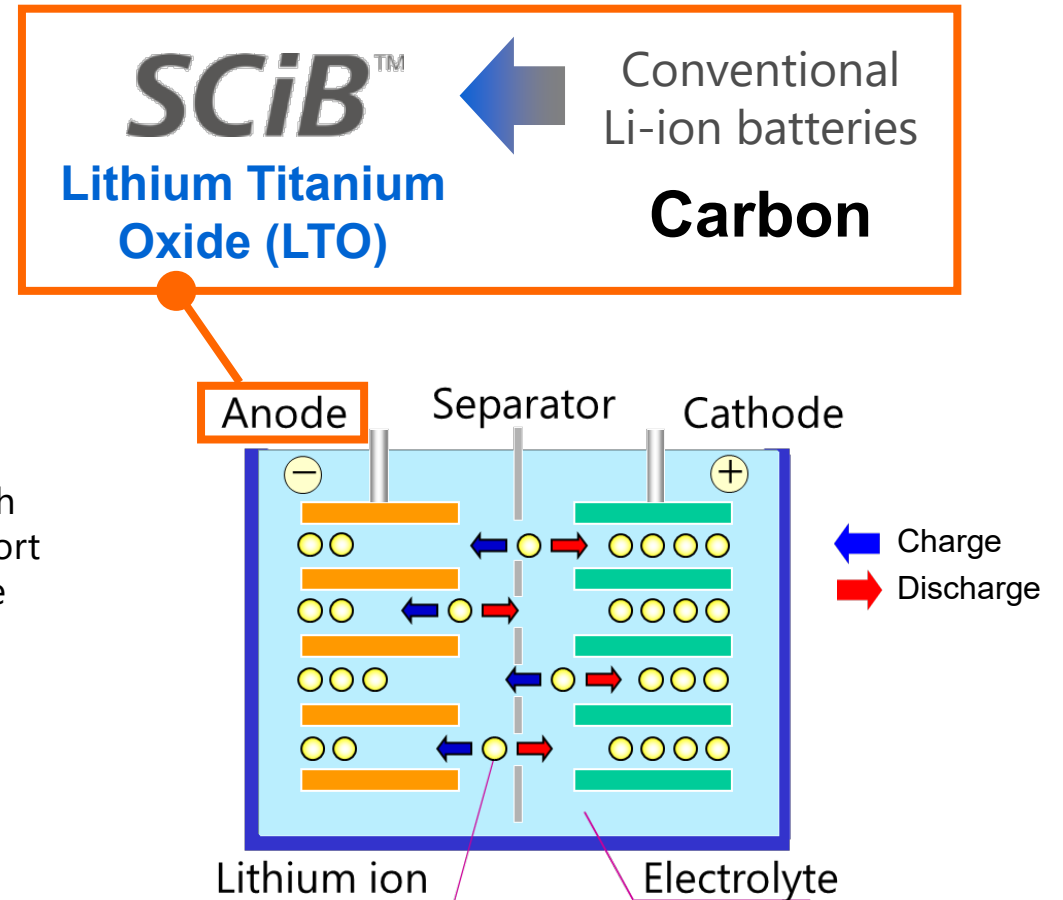 SCiB™
Lithium Titanium
Oxide (LTO)
Conventional
Li-ion batteries
Carbon
Anode
Separator
Cathode
−
+
Charge
Discharge
Lithium ion
Electrolyte